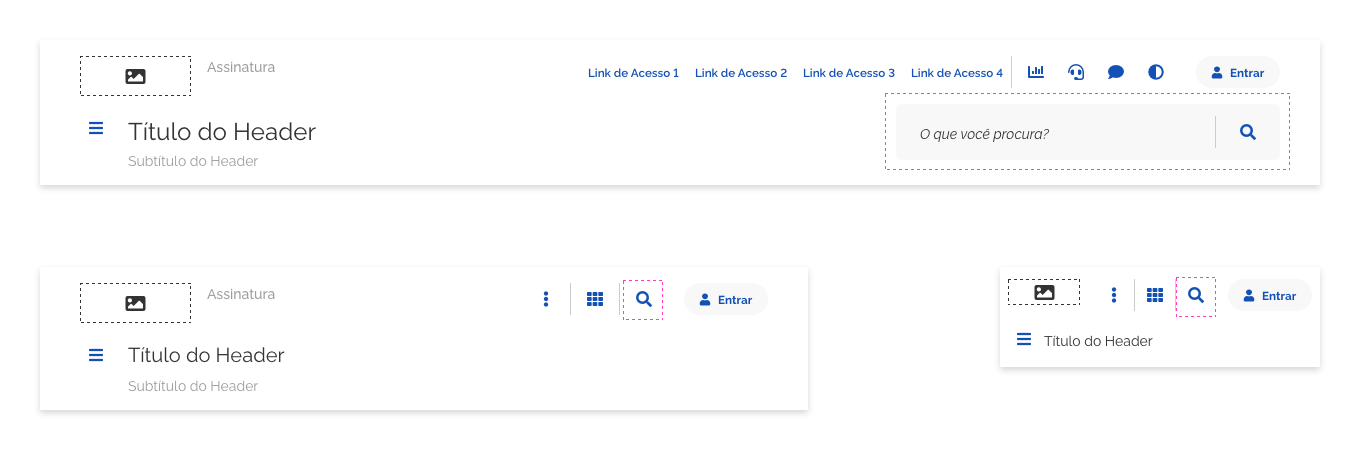 Assinatura
Link de Acesso 1 Link de Acesso 2 Link de Acesso 3 Link de Acesso 4
Entrar
Título do Header
Subtítulo do Header
O que você procura?
Assinatura
Entrar
Título do Header
Subtítulo do Header
Entrar
Título do Header